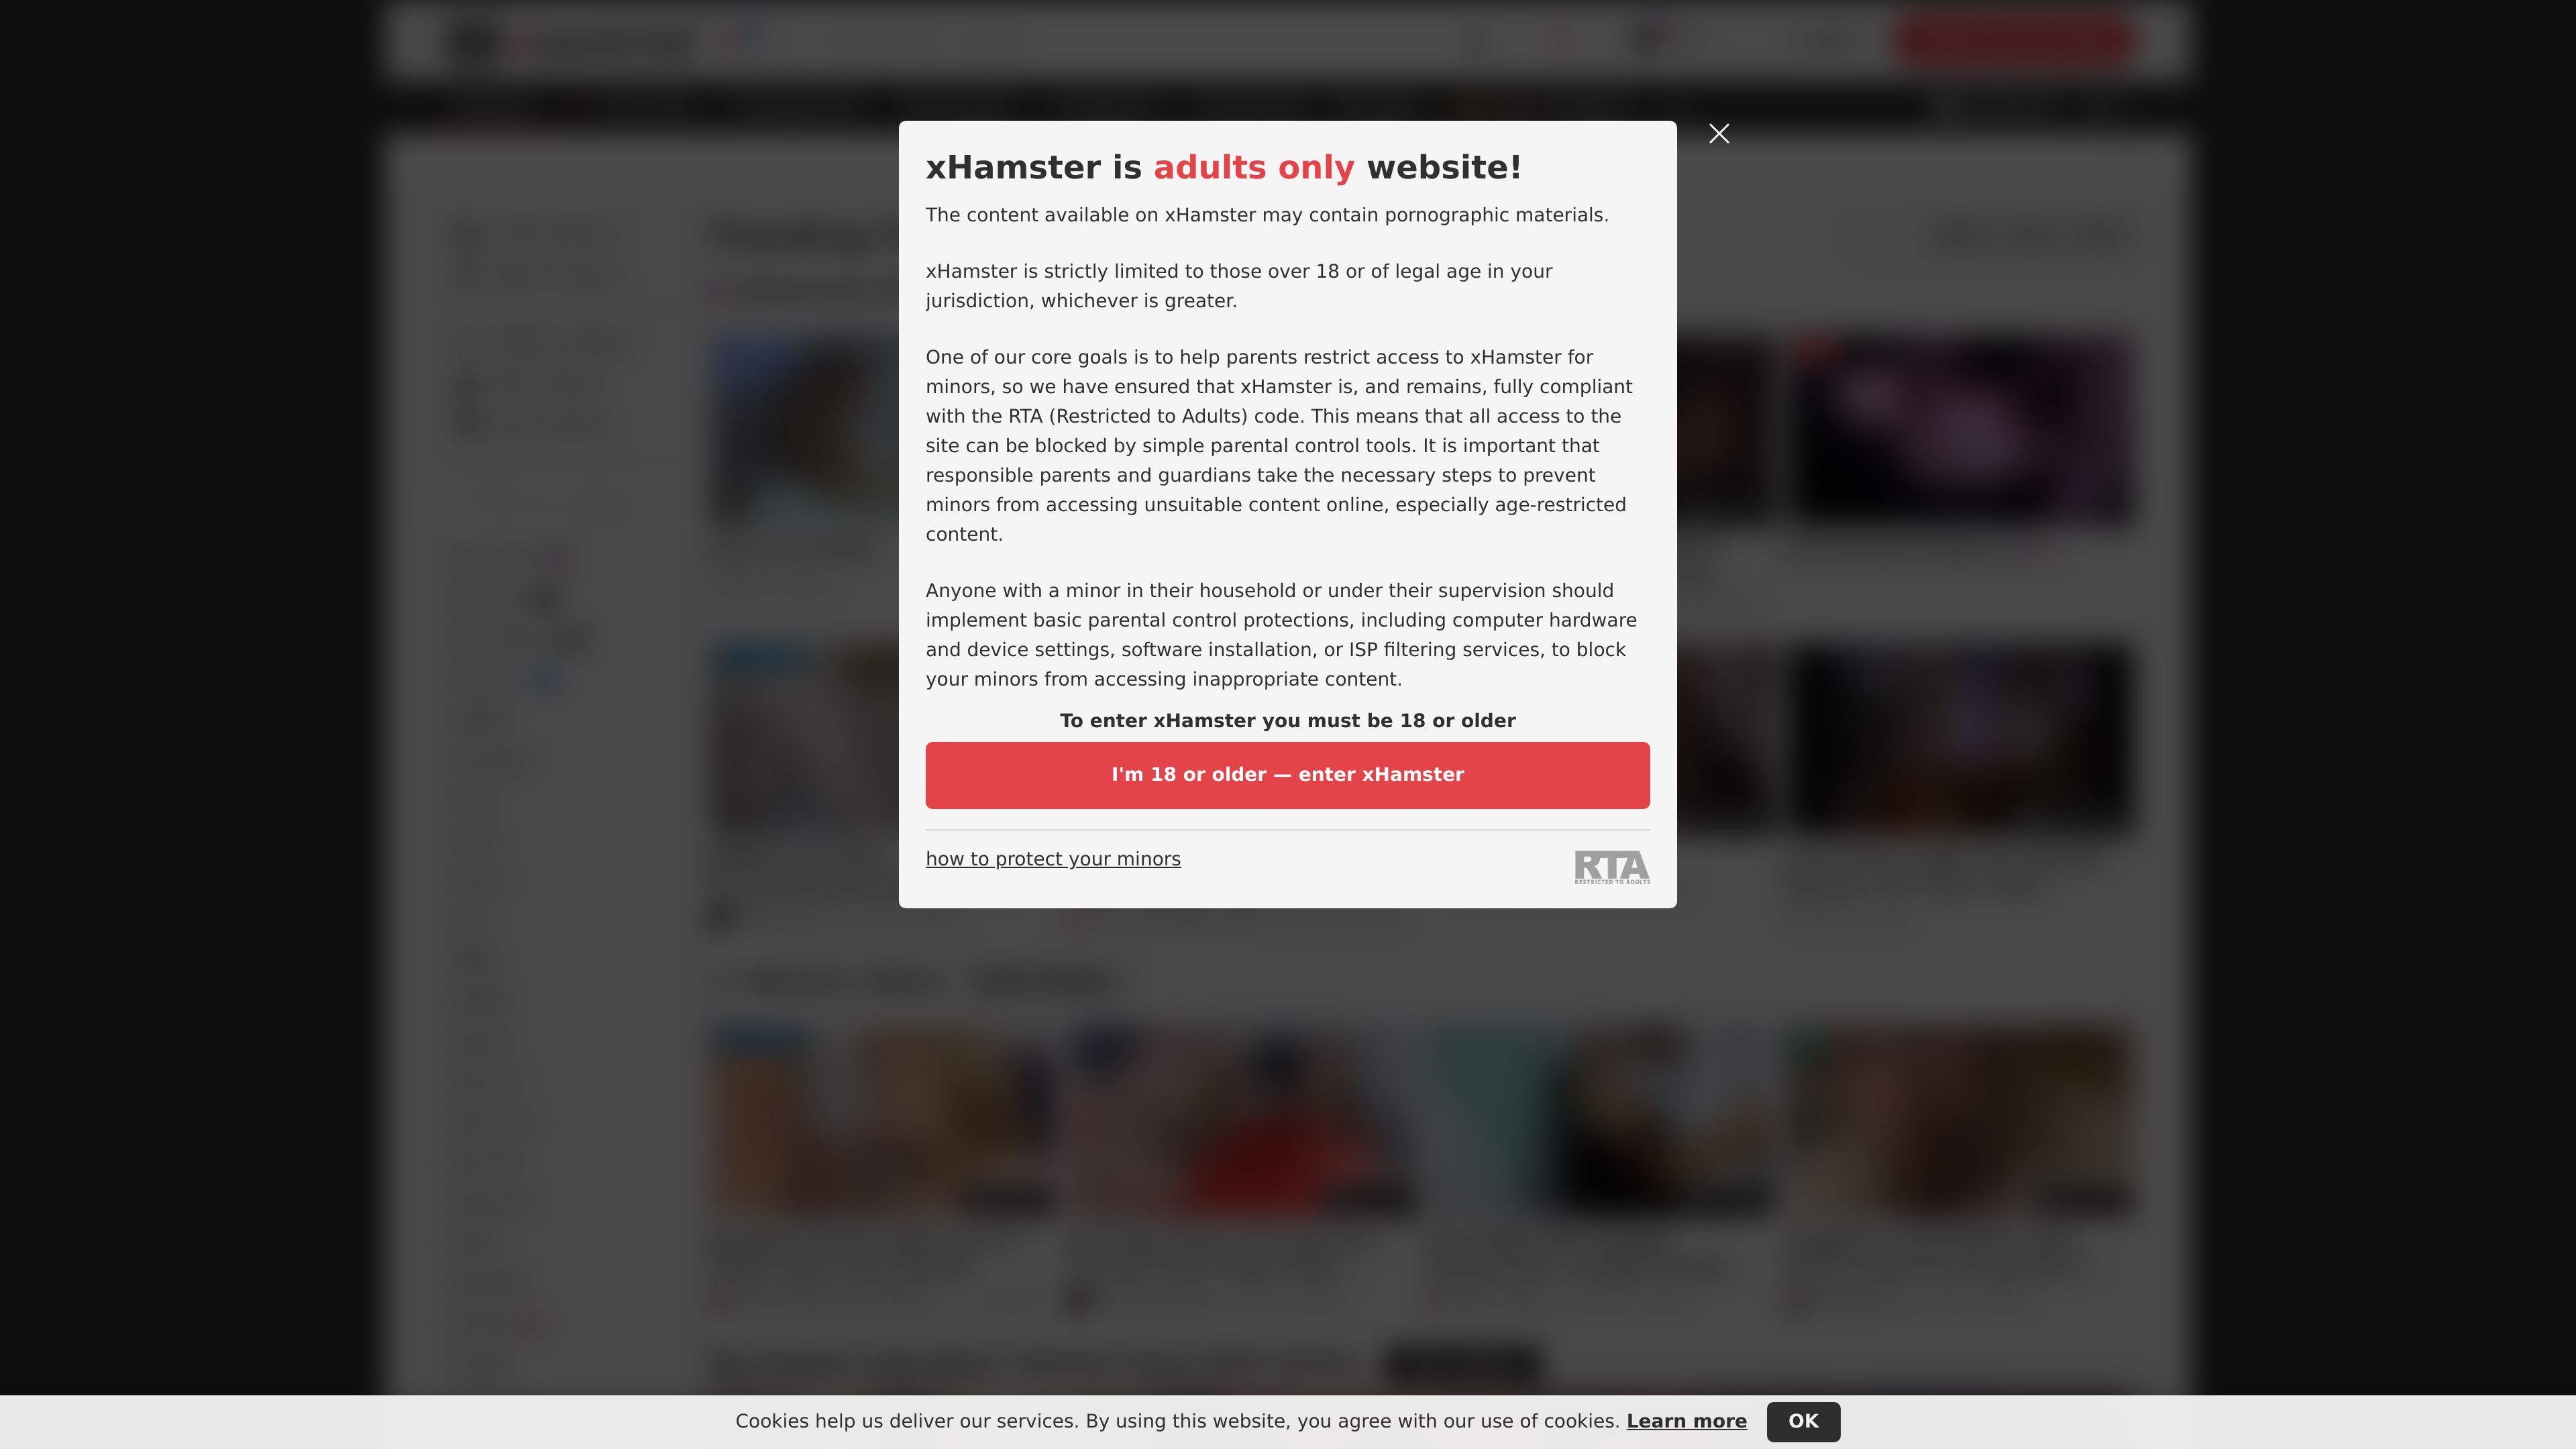 xHamster is adults only website!
The content available on xHamster may contain pornographic materials.
xHamster is strictly limited to those over 18 or of legal age in your
jurisdiction, whichever is greater.
One of our core goals is to help parents restrict access to xHamster for
minors, so we have ensured that xHamster is, and remains, fully compliant
with the RTA (Restricted to Adults) code. This means that all access to the
site can be blocked by simple parental control tools. It is important that
responsible parents and guardians take the necessary steps to prevent
minors from accessing unsuitable content online, especially age-restricted
content.
Anyone with a minor in their household or under their supervision should
implement basic parental control protections, including computer hardware
and device settings, software installation, or ISP filtering services, to block
your minors from accessing inappropriate content.
To enter xHamster you must be 18 or older
I'm 18 or older — enter xHamster
how to protect your minors
RTA
RESTRICTED TO ADULTS
Cookies help us deliver our services. By using this website, you agree with our use of cookies. Learn more OK